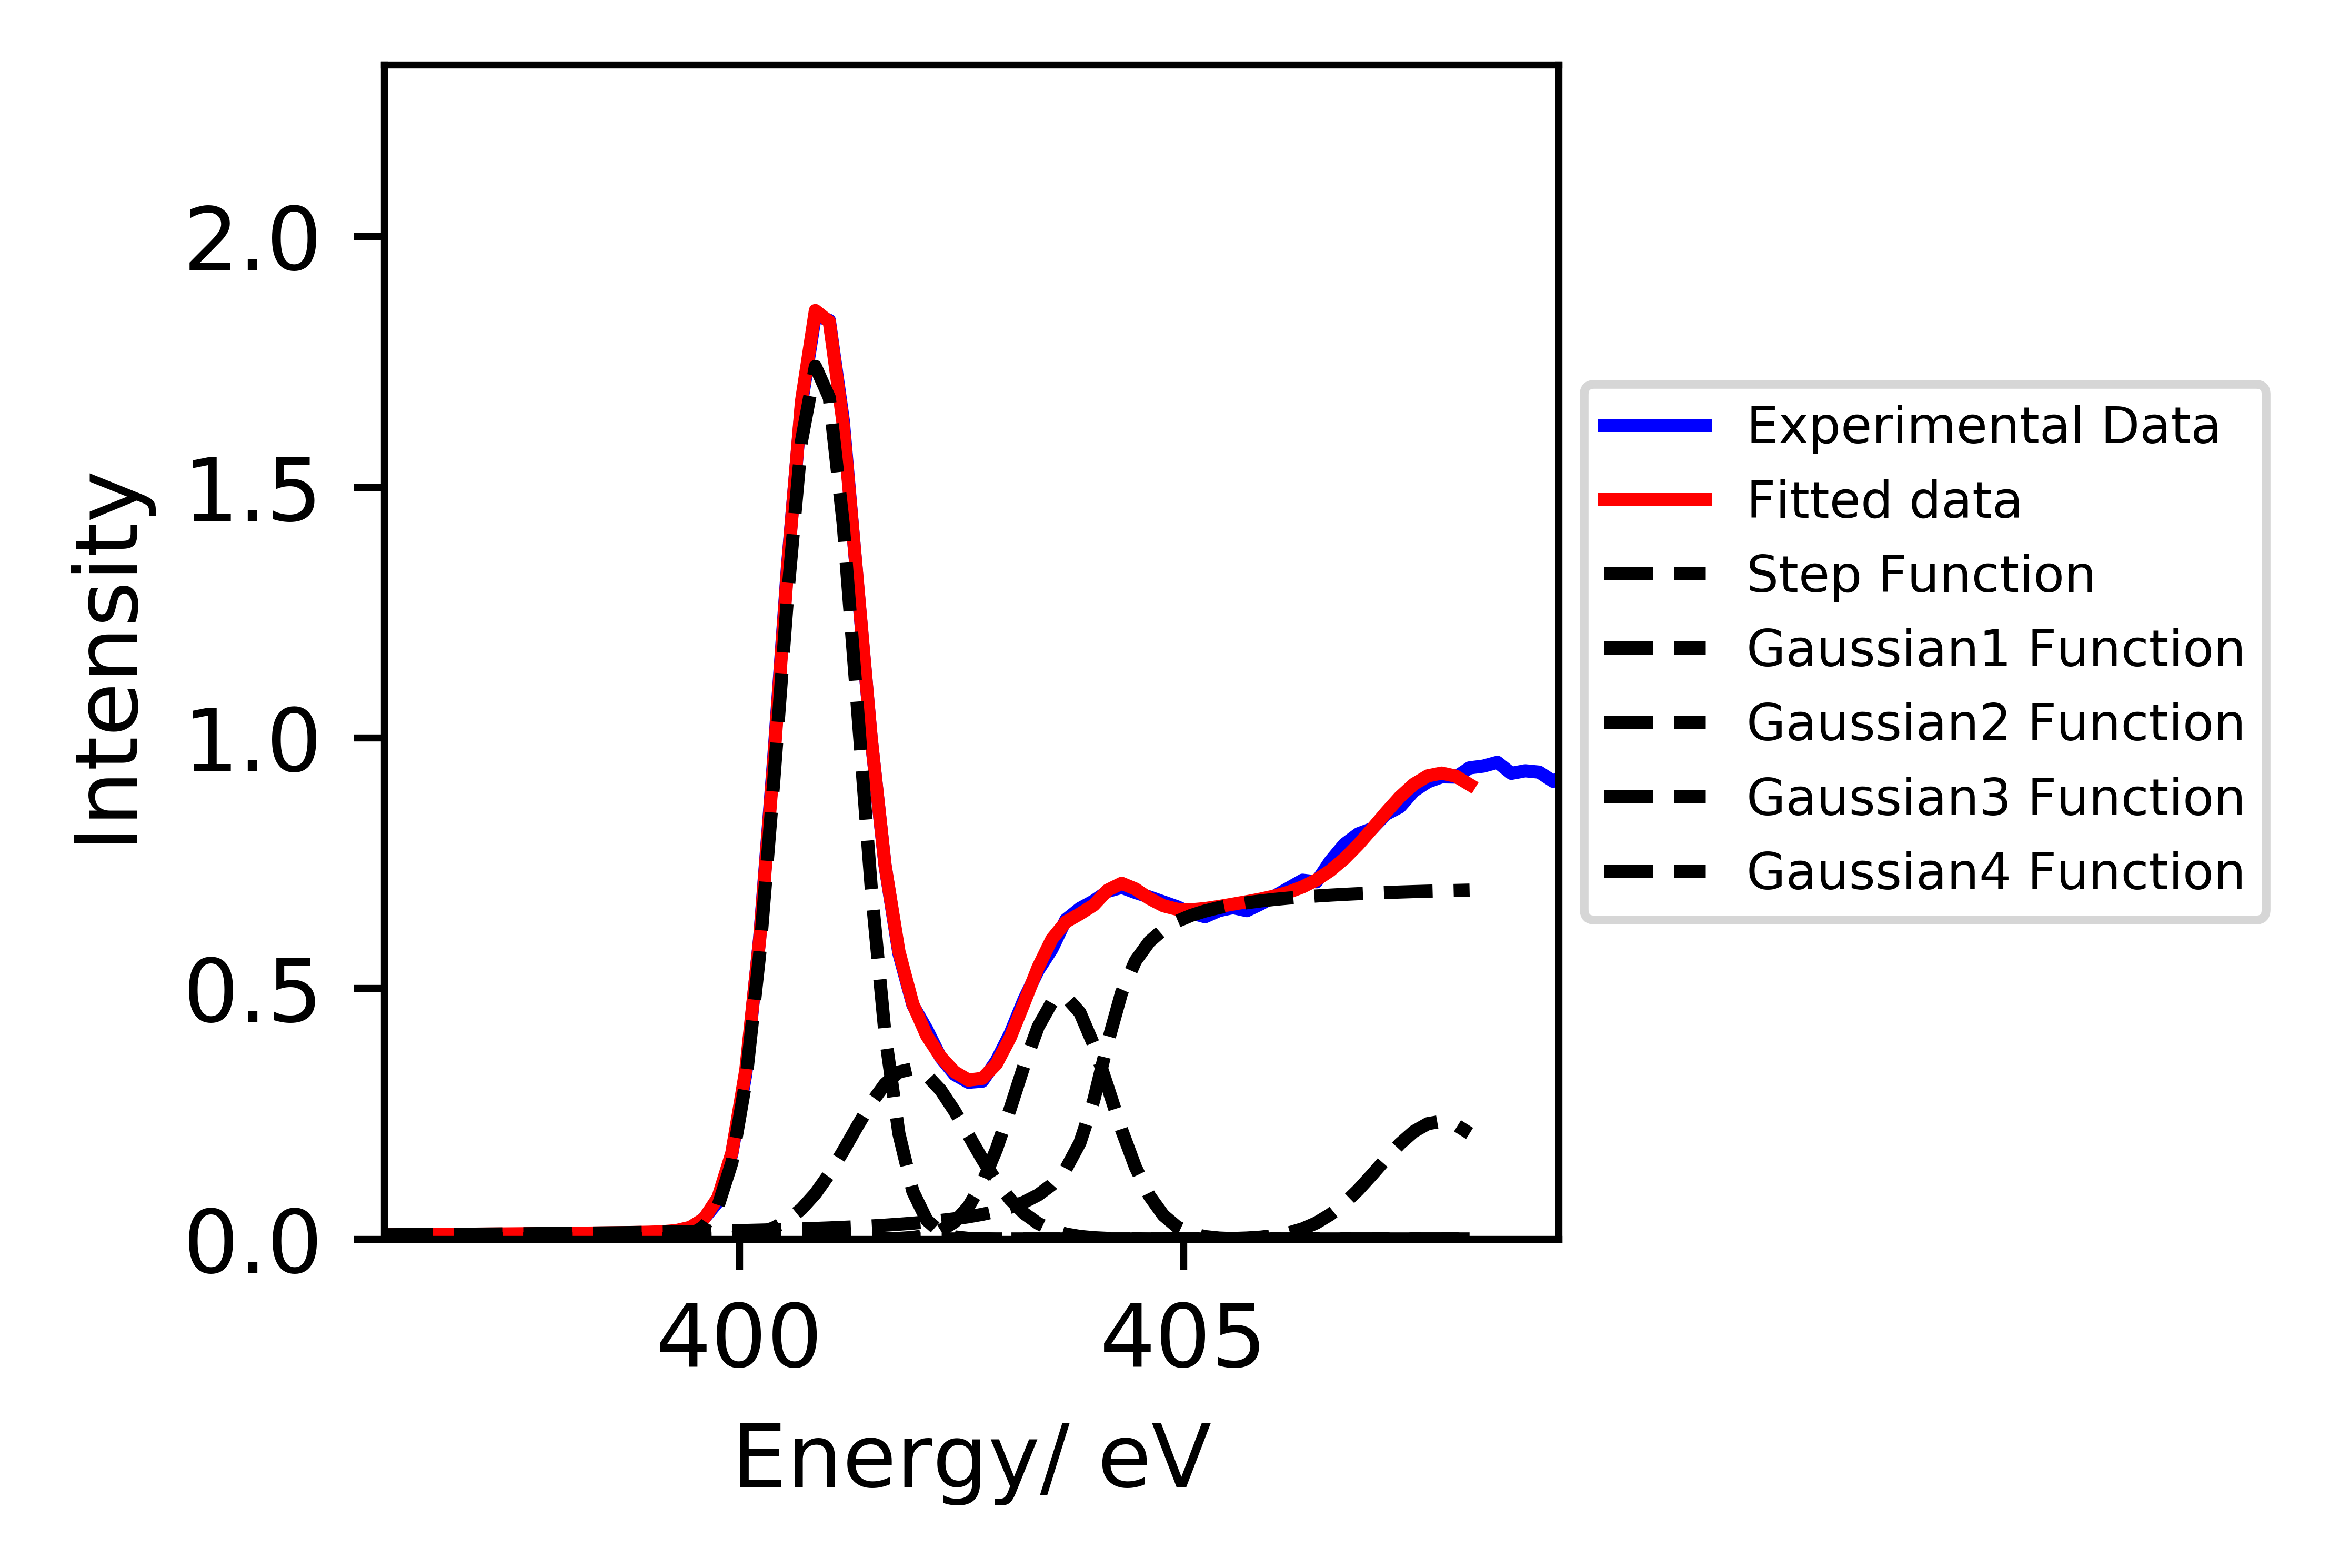 2.0
1.5
1.0
0.5
0.0
Intensity
400
405
Energy/ eV
Experimental Data
Fitted data
Step Function
Gaussian1 Function
Gaussian2 Function
Gaussian3 Function
Gaussian4 Function